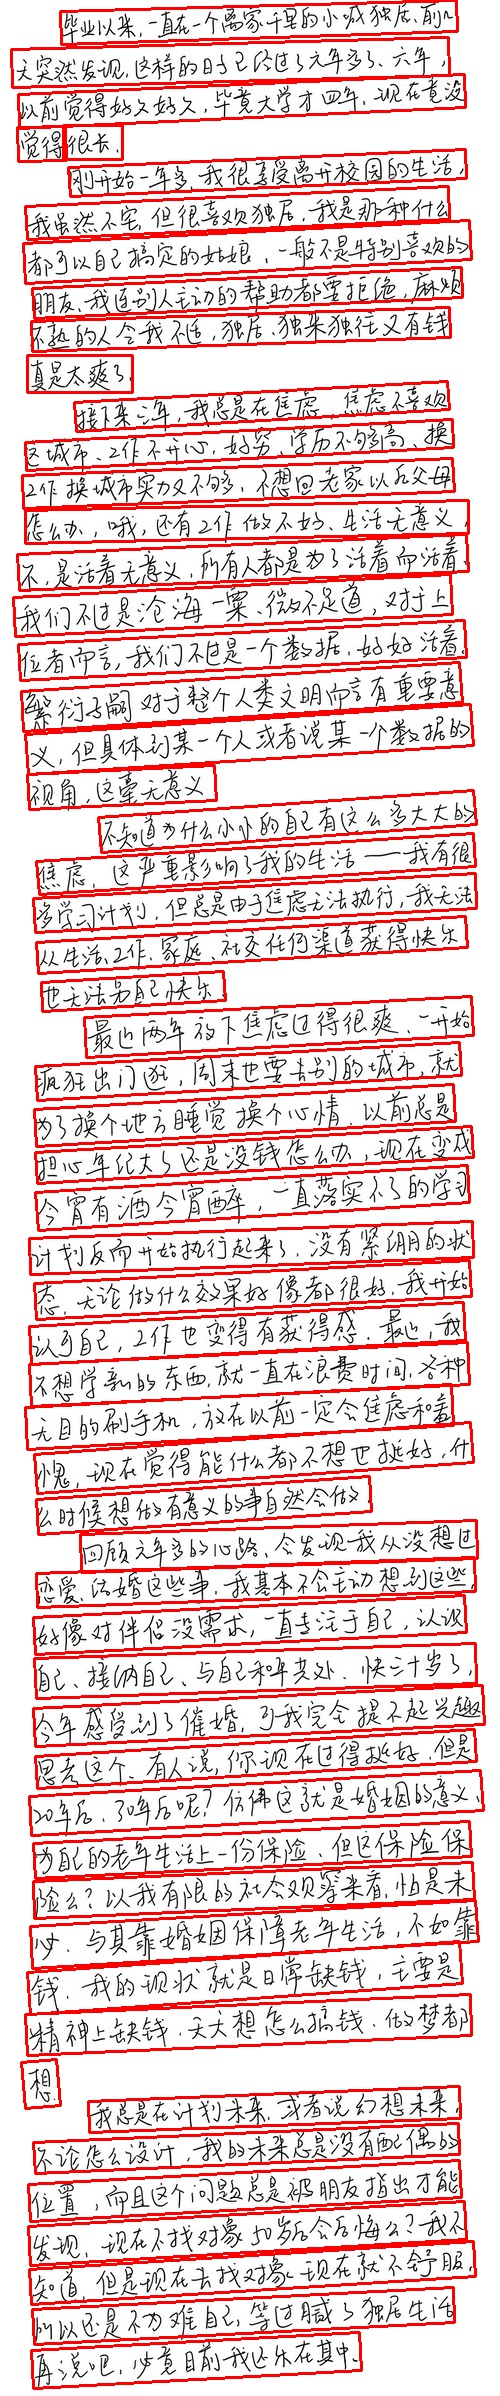 毕业以来,一直在一个离家千里的小城独居,前几
天突然发现,这样的日子已经过了六年多了、六年,
以前觉得好久好久,毕竟大学才四年,现在竟没
觉得很长.
刚开始一年多,我很享受离开校园的生活,
我虽然不宅,但很喜欢独居,我是那种什么
都可以自己搞定的姑娘,一般不是特别喜欢的
朋友、我连别人主动的帮助都要拒绝,麻烦
不熟的人令我不适,独居、独来独往又有钱
真是太爽了.
接下来三年,我总是在焦虑,焦虑不喜欢
这城市、工作不开心,好穷、学历不够高、换
工作换城市实力又不够,不想回老家以后父母
怎么办,哦,还有工作做不好、生活无意义,
不,是活着无意义,所有人都是为了活着而活着,
我们不过是沧海一粟、微不足道,对于上
位者而言,我们不过是一个数据,好好活着,
繁衍子嗣对于整个人类文明而言有重要意
义,但具体到某一个人或者说某一个数据的
视角,这毫无意义
不知道为什么小小的自己有这么多大大的
焦虑,这严重影响了我的生活——我有很
多学习计划,但总是由于焦虑无法执行,我无法
从生活、工作、家庭、社交任何渠道获得快乐
也无法另自己快乐.
最近两年放下焦虑过得很爽、一开始
疯狂出门逛,周末也要去别的城市,就
为了换个地方睡觉换个心情,以前总是
担心年纪大了还是没钱怎么办,现在变成
今宵有酒今宵醉,一直落实不了的学习
计划反而开始执行起来了,没有紧绷的状
态,无论做什么效果好像都很好,我开始
认可自己,工作也变得有获得感.最近,我
不想学新的东西,就一直在浪费时间,各种
无目的刷手机,放在以前一定会焦虑和羞
愧,现在觉得能什么都不想也挺好,什
么时候想做有意义的事自然会做
回顾六年多的心路、会发现我从没想过
恋爱、结婚这些事,我基本不会主动想到这些,
好像对伴侣没需求,一直专注于自己,认识
自己、接纳自己、与自己和平共处、快三十岁了,
今年感受到了催婚,可我完全提不起兴趣
思考这个、有人说,你现在过得挺好,但是
20年后、30年后呢?仿佛这就是婚姻的意义、
为自己的老年生活上一份保险、但这保险保
险么?以我有限的社会观察来看,怕是未
必.与其靠婚姻保障老年生活,不如靠
钱.我的现状就是日常缺钱,主要是
精神上缺钱.天天想怎么搞钱、做梦都
想.
我总是在计划未来,或者说幻想未来,
不论怎么设计,我的未来总是没有配偶的
位置,而且这个问题总是被朋友指出才能
发现,现在不找对象50岁后会后悔么?我不
知道,但是现在去找对象现在就不舒服,
所以还是不为难自己,等过腻了独居生活
再说吧,毕竟目前我还乐在其中.